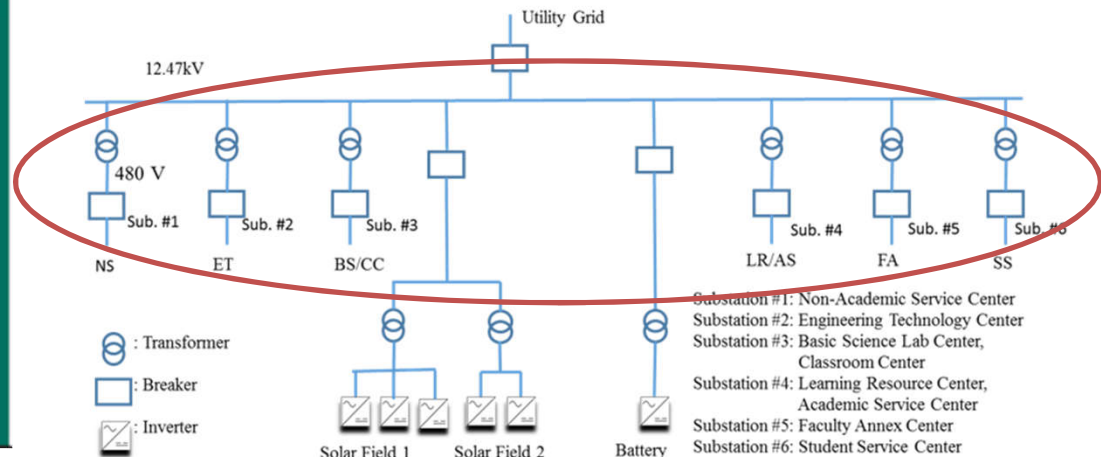 Utility Grid
12.47kV
480 V
Sub. #1
Sub. #2
Sub. #3
Sub. #4
Sub. #5
Sub. #6
NS
ET
BS/CC
LR/AS
FA
SS
: Transformer
: Breaker
: Inverter
Solar Field 1
Solar Field 2
Battery
Substation #1: Non-Academic Service Center
Substation #2: Engineering Technology Center
Substation #3: Basic Science Lab Center,
Classroom Center
Substation #4: Learning Resource Center,
Academic Service Center
Substation #5: Faculty Annex Center
Substation #6: Student Service Center